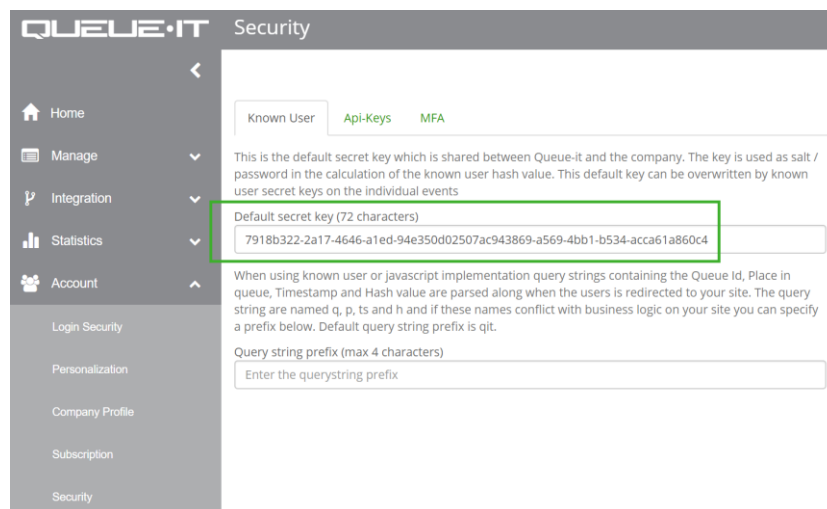 QUEUE·IT
Security
Home
Manage
Integration
Statistics
Account
Login Security
Personalization
Company Profile
Subscription
Security
Known User Api-Keys MFA
This is the default secret key which is shared between Queue-it and the company. The key is used as salt /
password in the calculation of the known user hash value. This default key can be overwritten by known
user secret keys on the individual events
Default secret key (72 characters)
7918b322-2a17-4646-a1ed-94e350d02507ac943869-a569-4bb1-b534-acca61a860c4
When using known user or javascript implementation query strings containing the Queue Id, Place in
queue, Timestamp and Hash value are parsed along when the users is redirected to your site. The query
string are named q, p, ts and h and if these names conflict with business logic on your site you can specify
a prefix below. Default query string prefix is qit.
Query string prefix (max 4 characters)
Enter the querystring prefix